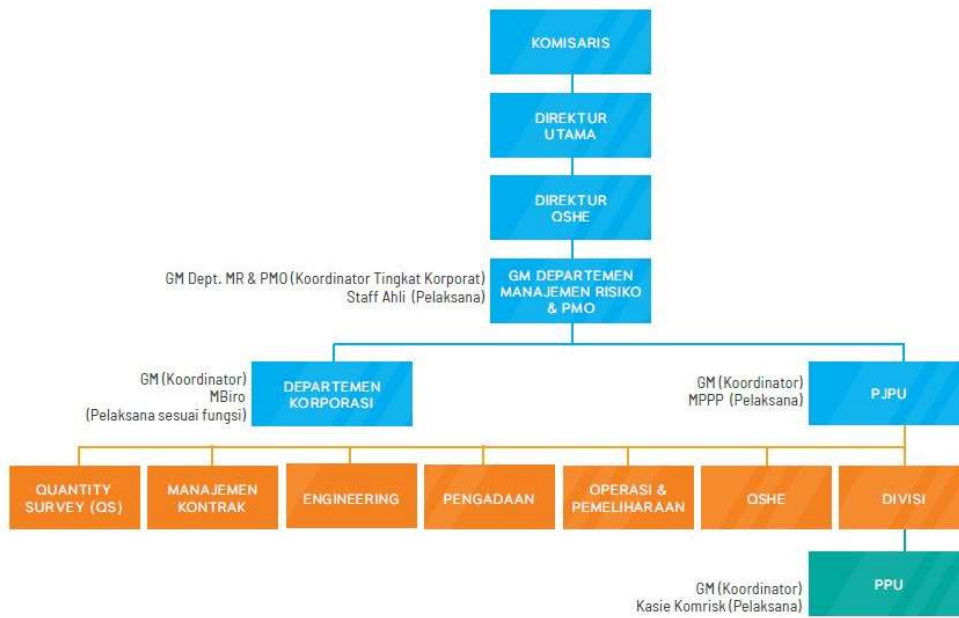 KOMISARIS
DIREKTUR
UTAMA
DIREKTUR
QSHE
GM Dept. MR & PMO (Koordinator Tingkat Korporat)
Staff Ahli (Pelaksana)
GM DEPARTEMEN
MANAJEMEN RISIKO
& PMO
GM (Koordinator)
MBiro
(Pelaksana sesuai fungsi)
DEPARTEMEN
KORPORASI
GM (Koordinator)
MPPP (Pelaksana)
PJPU
QUANTITY
SURVEY (QS)
MANAJEMEN
KONTRAK
ENGINEERING
PENGADAAN
OPERASI &
PEMELIHARAAN
QSHE
DIVISI
GM (Koordinator)
Kasie Komrisk (Pelaksana)
PPU